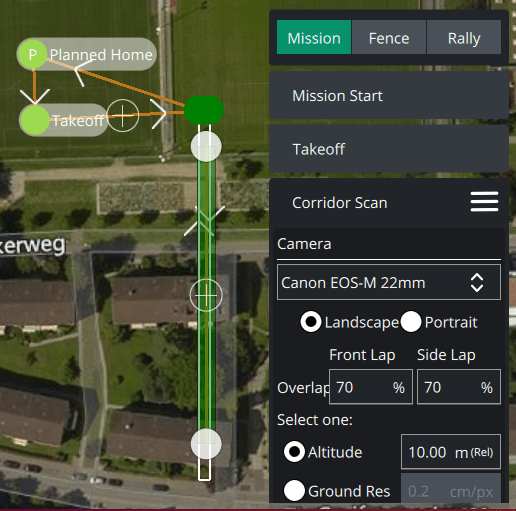 Mission Fence Rally
P Planned Home
Mission Start
Takeoff
Takeoff
Corridor Scan
kerweg
Camera
Canon EOS-M 22mm
Landscape Portrait
Front Lap Side Lap
Overlap 70 % 70 %
Select one:
Altitude 10.00 m(Rel)
Ground Res 0.2 cm/px